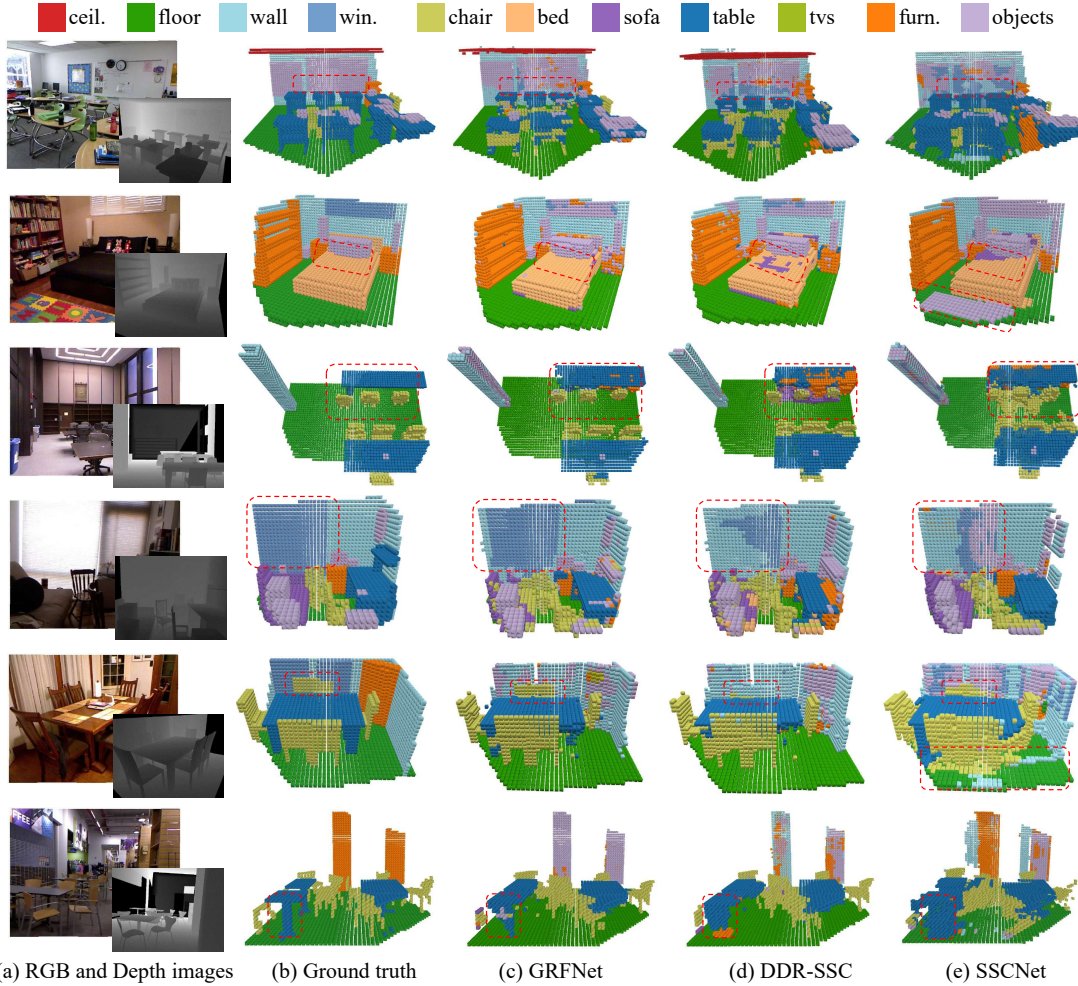 ceil. floor wall win. chair bed sofa table tvs furn. objects
FFEE
(a) RGB and Depth images (b) Ground truth (c) GRFNet (d) DDR-SSC (e) SSCNet